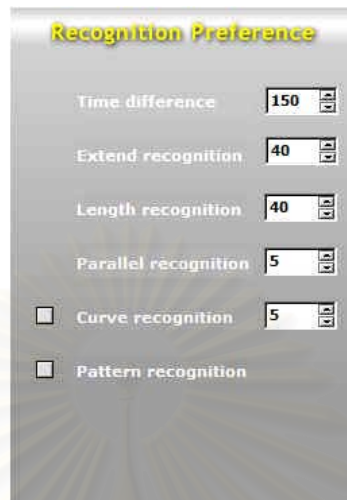 Recognition Preference
Time difference 150
Extend recognition 40
Length recognition 40
Parallel recognition 5
Curve recognition 5
Pattern recognition